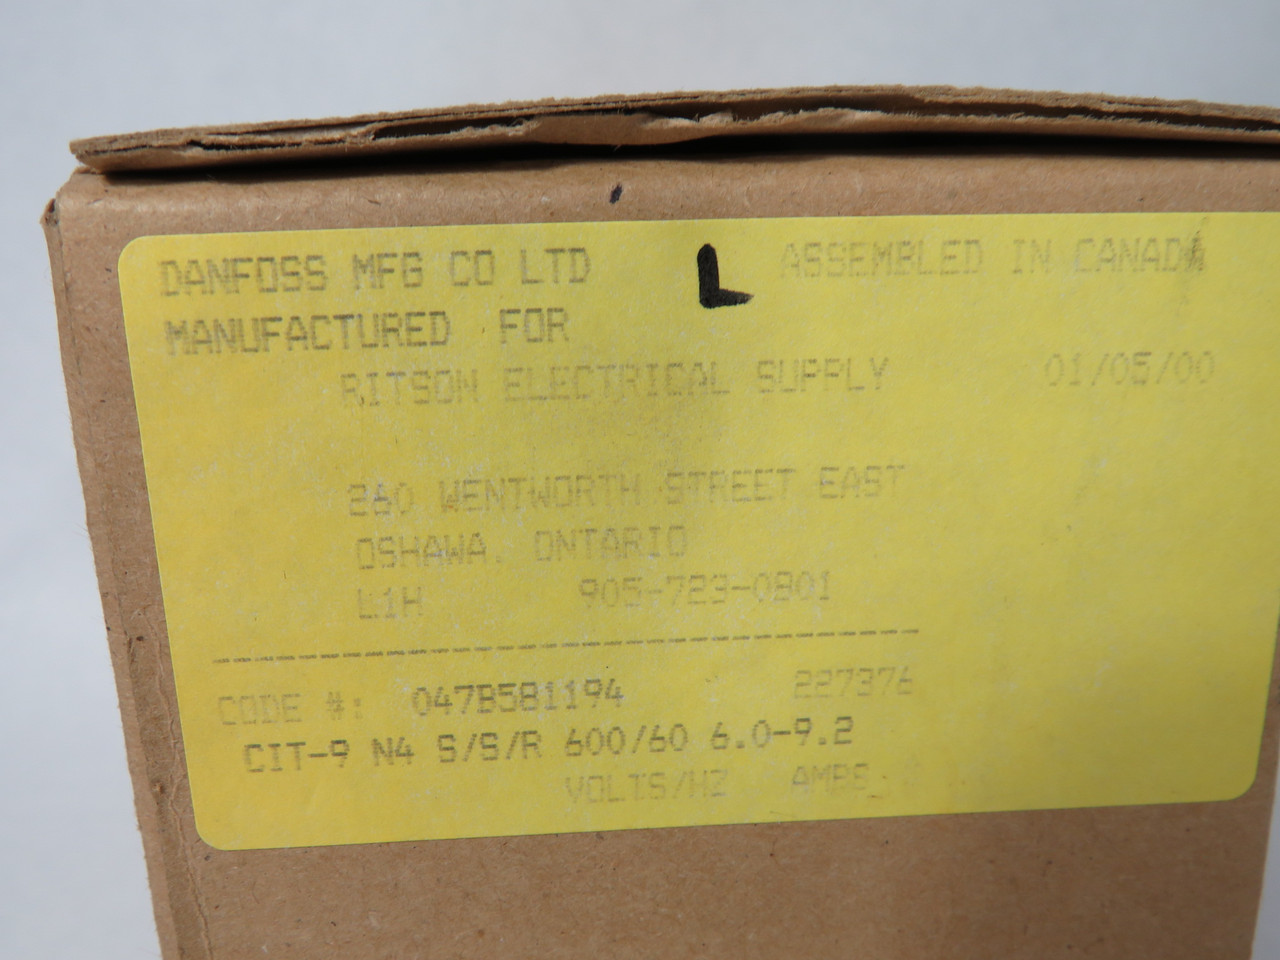 DANFOSS MFG CO LTD L ASSEMBLED IN CANADA
MANUFACTURED FOR
RITSON ELECTRICAL SUPPLY 01/05/00
260 WENTWORTH STREET EAST
OSHAWA, ONTARIO
L1H 905-723-0801
CODE #: 047B581194 227376
CIT-9 N4 S/S/R 600/60 6.0-9.2
VOLTS/HZ AMPS